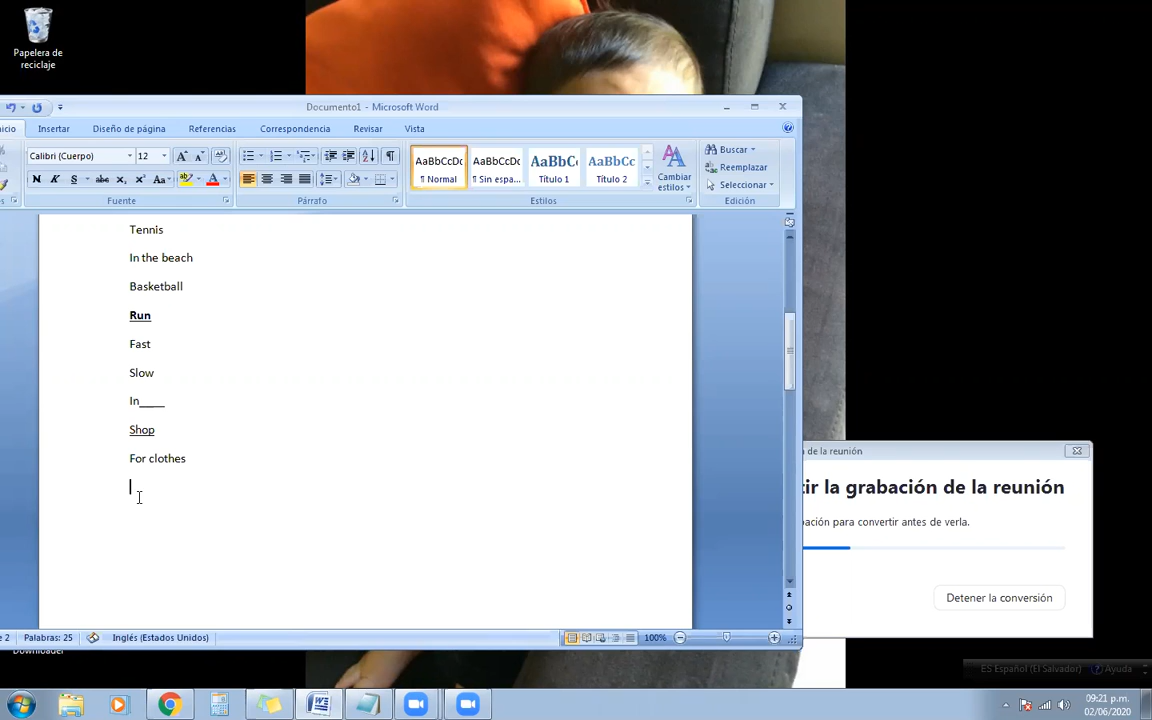 Papelera de
reciclaje
Documento1 - Microsoft Word
Insertar
Diseño de página
Referencias
Correspondencia
Revisar
Vista
Calibri (Cuerpo)
12
AaBbCcDc
AaBbCcDc
AaBbC
AaBbCc
¶ Normal
¶ Sin espa...
Título 1
Título 2
Cambiar
estilos
Buscar
Reemplazar
Seleccionar
Fuente
Párrafo
Estilos
Edición
Tennis
In the beach
Basketball
Run
Fast
Slow
In____
Shop
For clothes
de la reunión
tir la grabación de la reunión
ación para convertir antes de verla.
Detener la conversión
Palabras: 25
Inglés (Estados Unidos)
100%
Downloader
ES Español (El Salvador)
Ayuda
09:21 p.m.
02/06/2020